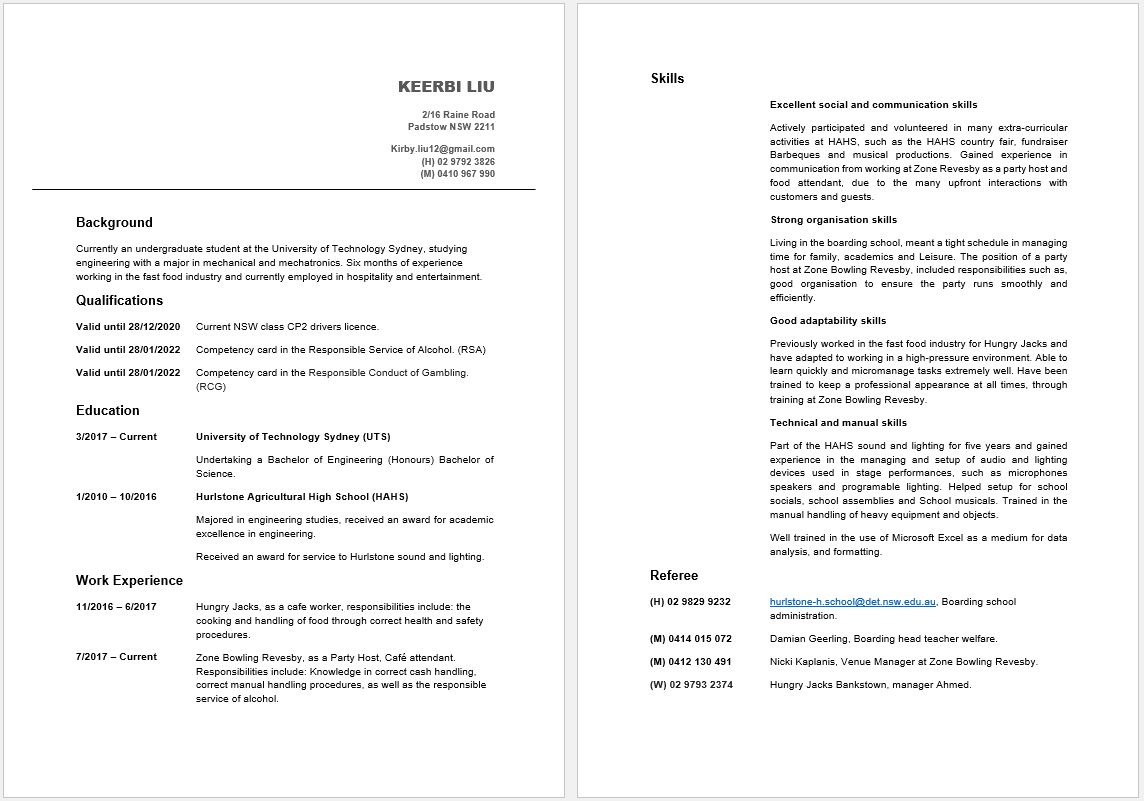 KEERBI LIU
2/16 Raine Road
Padstow NSW 2211
Kirby.liu12@gmail.com
(H) 02 9792 3826
(M) 0410 967 990
Background
Currently an undergraduate student at the University of Technology Sydney, studying
engineering with a major in mechanical and mechatronics. Six months of experience
working in the fast food industry and currently employed in hospitality and entertainment.
Qualifications
Valid until 28/12/2020 Current NSW class CP2 drivers licence.
Valid until 28/01/2022 Competency card in the Responsible Service of Alcohol. (RSA)
Valid until 28/01/2022 Competency card in the Responsible Conduct of Gambling.
(RCG)
Education
3/2017 – Current University of Technology Sydney (UTS)
Undertaking a Bachelor of Engineering (Honours) Bachelor of
Science.
1/2010 – 10/2016 Hurlstone Agricultural High School (HAHS)
Majored in engineering studies, received an award for academic
excellence in engineering.
Received an award for service to Hurlstone sound and lighting.
Work Experience
11/2016 – 6/2017 Hungry Jacks, as a cafe worker, responsibilities include: the
cooking and handling of food through correct health and safety
procedures.
7/2017 – Current Zone Bowling Revesby, as a Party Host, Café attendant.
Responsibilities include: Knowledge in correct cash handling,
correct manual handling procedures, as well as the responsible
service of alcohol.
Skills
Excellent social and communication skills
Actively participated and volunteered in many extra-curricular
activities at HAHS, such as the HAHS country fair, fundraiser
Barbeques and musical productions. Gained experience in
communication from working at Zone Revesby as a party host and
food attendant, due to the many upfront interactions with
customers and guests.
Strong organisation skills
Living in the boarding school, meant a tight schedule in managing
time for family, academics and Leisure. The position of a party
host at Zone Bowling Revesby, included responsibilities such as,
good organisation to ensure the party runs smoothly and
efficiently.
Good adaptability skills
Previously worked in the fast food industry for Hungry Jacks and
have adapted to working in a high-pressure environment. Able to
learn quickly and micromanage tasks extremely well. Have been
trained to keep a professional appearance at all times, through
training at Zone Bowling Revesby.
Technical and manual skills
Part of the HAHS sound and lighting for five years and gained
experience in the managing and setup of audio and lighting
devices used in stage performances, such as microphones
speakers and programable lighting. Helped setup for school
socials, school assemblies and School musicals. Trained in the
manual handling of heavy equipment and objects.
Well trained in the use of Microsoft Excel as a medium for data
analysis, and formatting.
Referee
(H) 02 9829 9232 hurlstone-h.school@det.nsw.edu.au, Boarding school
administration.
(M) 0414 015 072 Damian Geerling, Boarding head teacher welfare.
(M) 0412 130 491 Nicki Kaplanis, Venue Manager at Zone Bowling Revesby.
(W) 02 9793 2374 Hungry Jacks Bankstown, manager Ahmed.